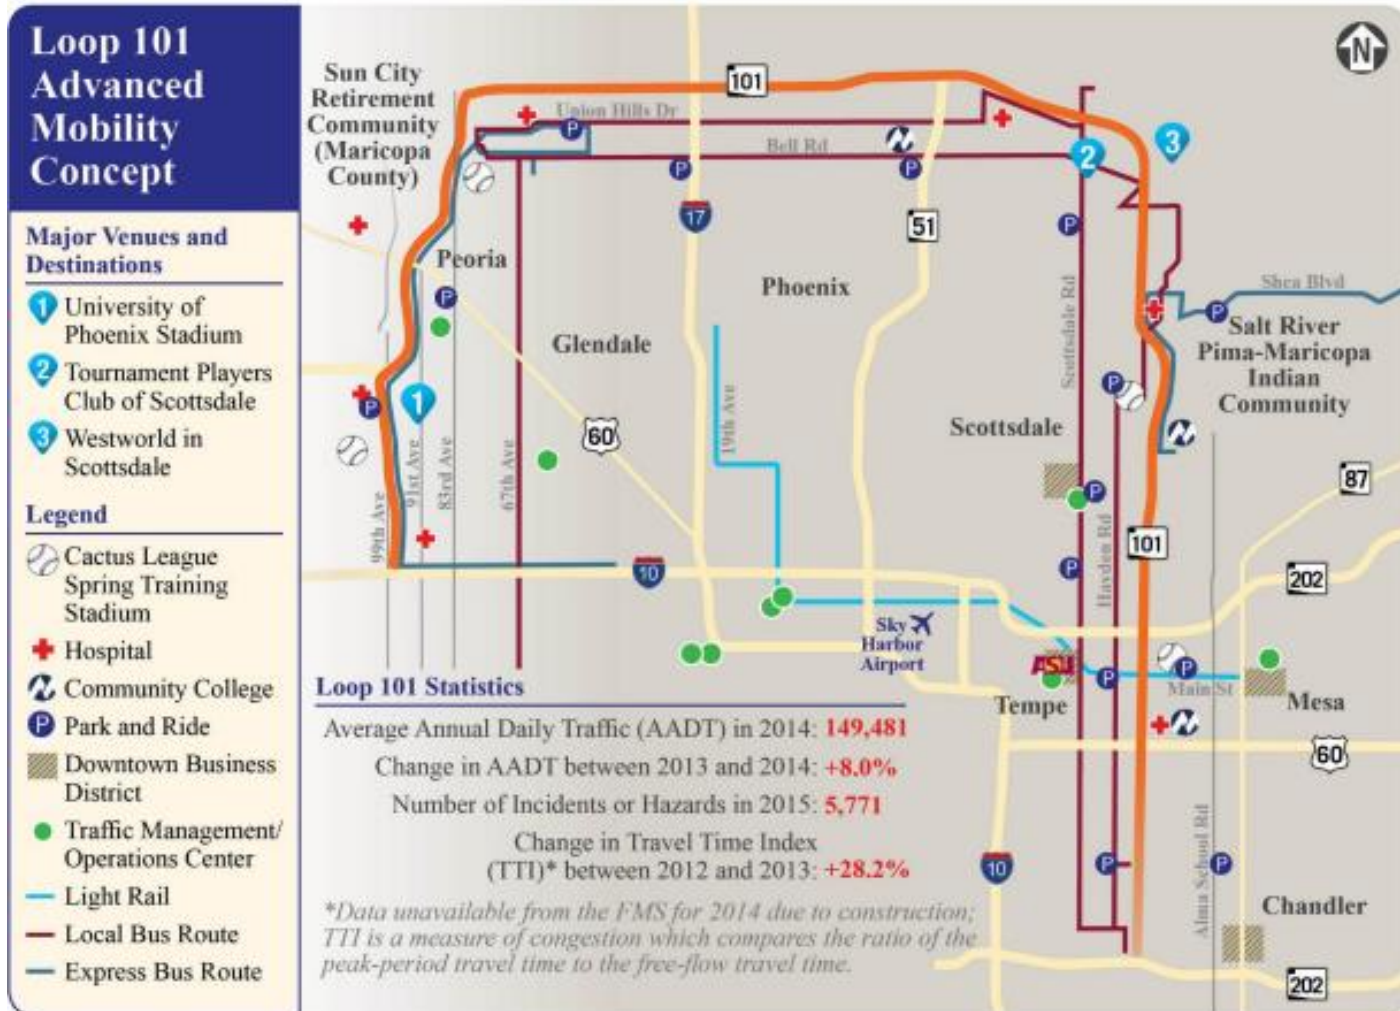 Loop 101
Advanced
Mobility
Concept
Major Venues and
Destinations
1 University of
Phoenix Stadium
2 Tournament Players
Club of Scottsdale
3 Westworld in
Scottsdale
Legend
Cactus League
Spring Training
Stadium
Hospital
Community College
P Park and Ride
Downtown Business
District
Traffic Management/
Operations Center
Light Rail
Local Bus Route
Express Bus Route
N
Sun City
Retirement
Community
(Maricopa
County)
101
Union Hills Dr
P
Bell Rd
P
P
2
3
17
51
P
Peoria
Phoenix
P
Glendale
Scottsdale Rd
Shea Blvd
P
Salt River
Pima-Maricopa
Indian
Community
P
1
P
60
19th Ave
Scottsdale
91st Ave
83rd Ave
67th Ave
99th Ave
87
P
Hayden Rd
101
10
P
202
Sky
Harbor
Airport
ASU
P
P
Main St
Tempe
Mesa
60
Loop 101 Statistics
Average Annual Daily Traffic (AADT) in 2014: 149,481
Change in AADT between 2013 and 2014: +8.0%
Number of Incidents or Hazards in 2015: 5,771
Change in Travel Time Index
(TTI)* between 2012 and 2013: +28.2%
*Data unavailable from the FMS for 2014 due to construction;
TTI is a measure of congestion which compares the ratio of the
peak-period travel time to the free-flow travel time.
10
P
Alma School Rd
P
Chandler
202